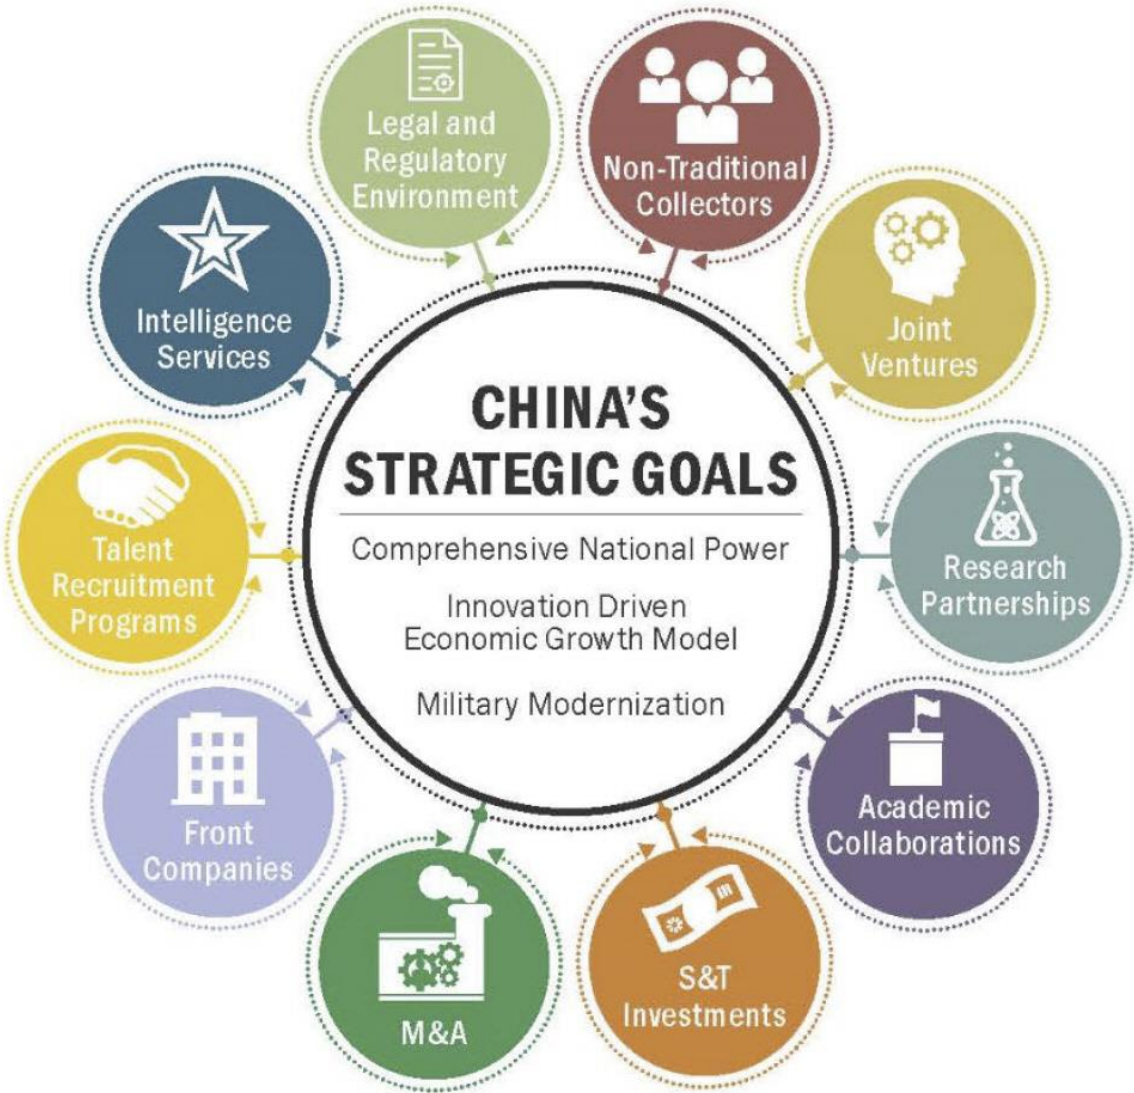 CHINA'S
STRATEGIC GOALS
Comprehensive National Power
Innovation Driven
Economic Growth Model
Military Modernization
Legal and
Regulatory
Environment
Non-Traditional
Collectors
Joint
Ventures
Research
Partnerships
Academic
Collaborations
S&T
Investments
M&A
Front
Companies
Talent
Recruitment
Programs
Intelligence
Services